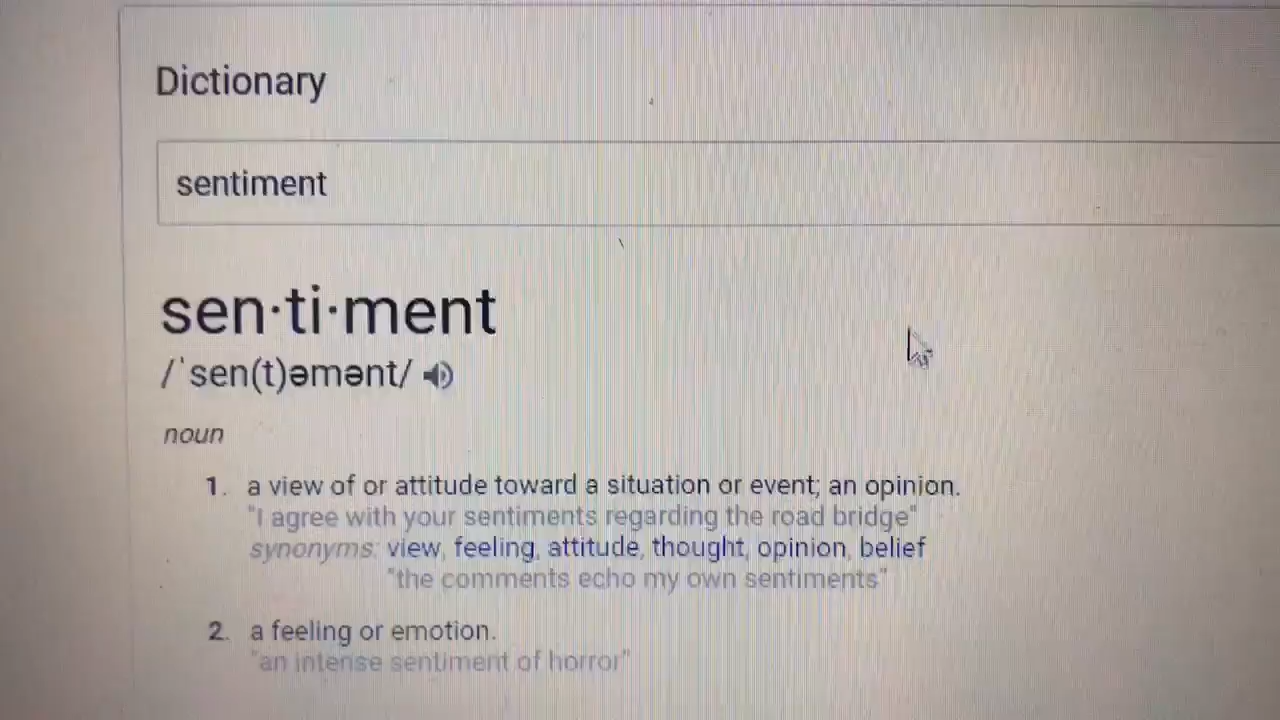 Dictionary
sentiment
sen·ti·ment
/ˈsen(t)əmənt/
noun
1. a view of or attitude toward a situation or event; an opinion.
"I agree with your sentiments regarding the road bridge"
synonyms: view, feeling, attitude, thought, opinion, belief
"the comments echo my own sentiments"
2. a feeling or emotion.
"an intense sentiment of horror"